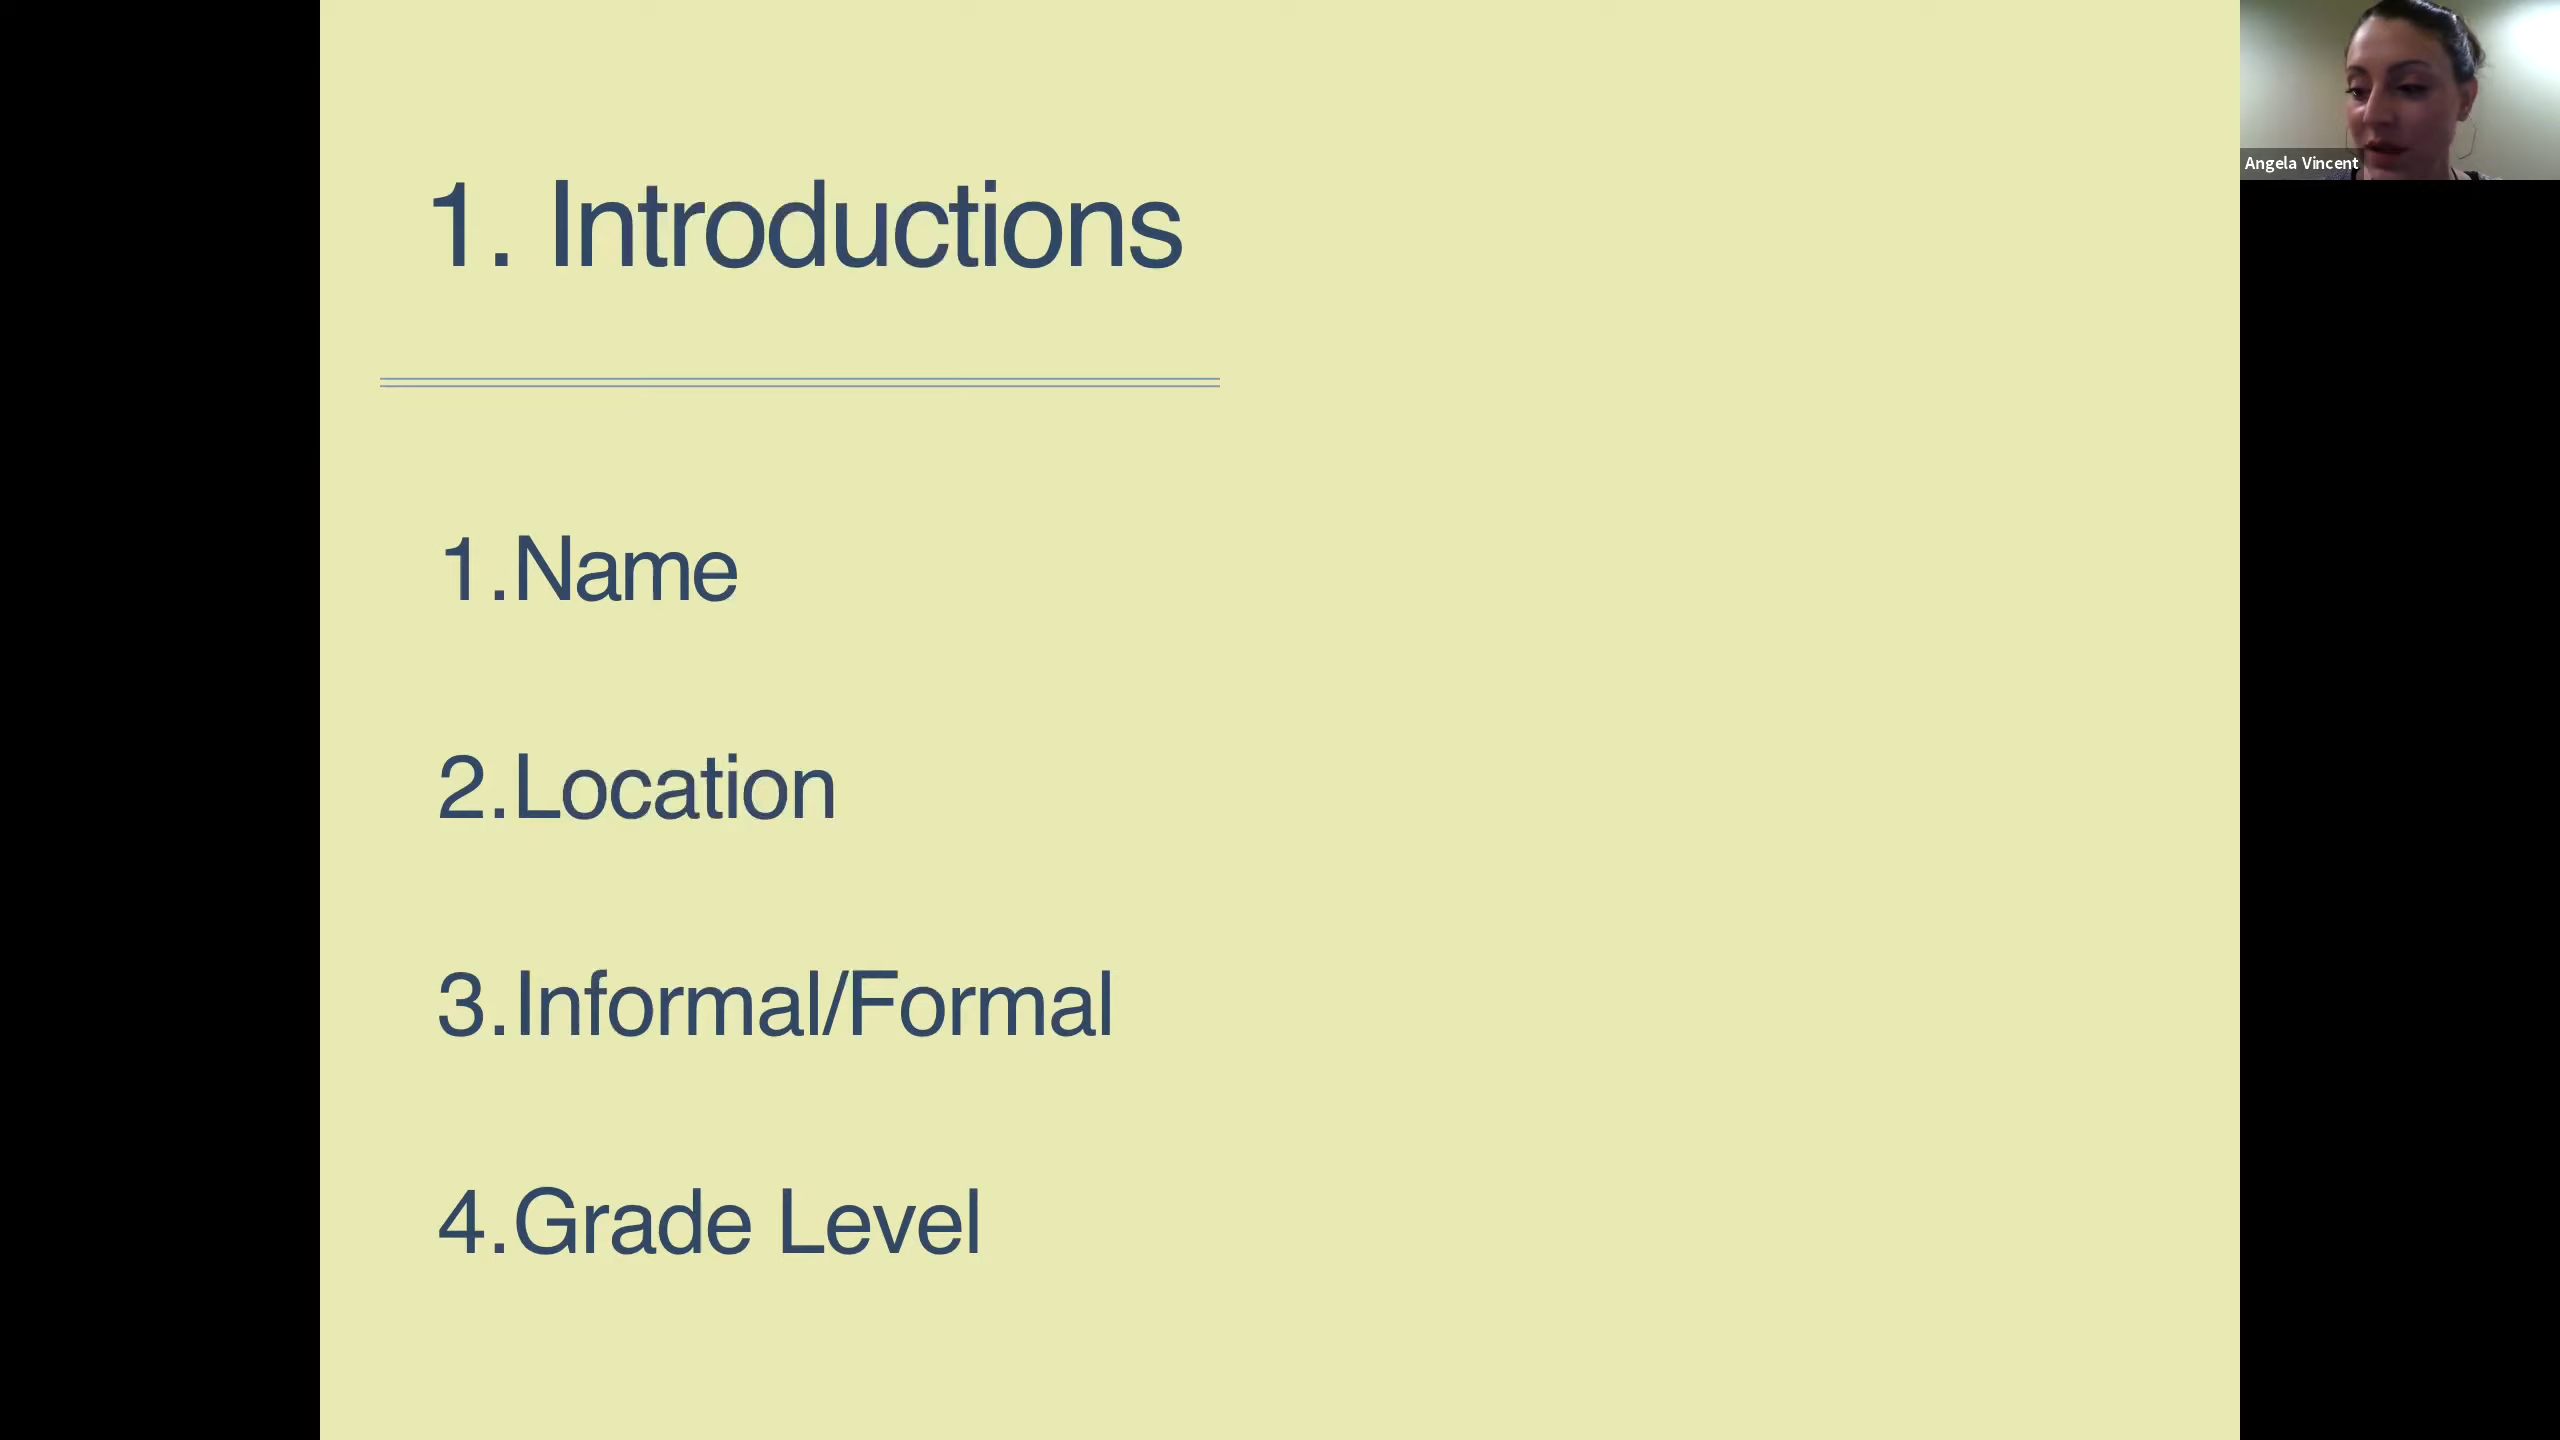 1. Introductions
1.Name
2.Location
3.Informal/Formal
4.Grade Level
Angela Vincent